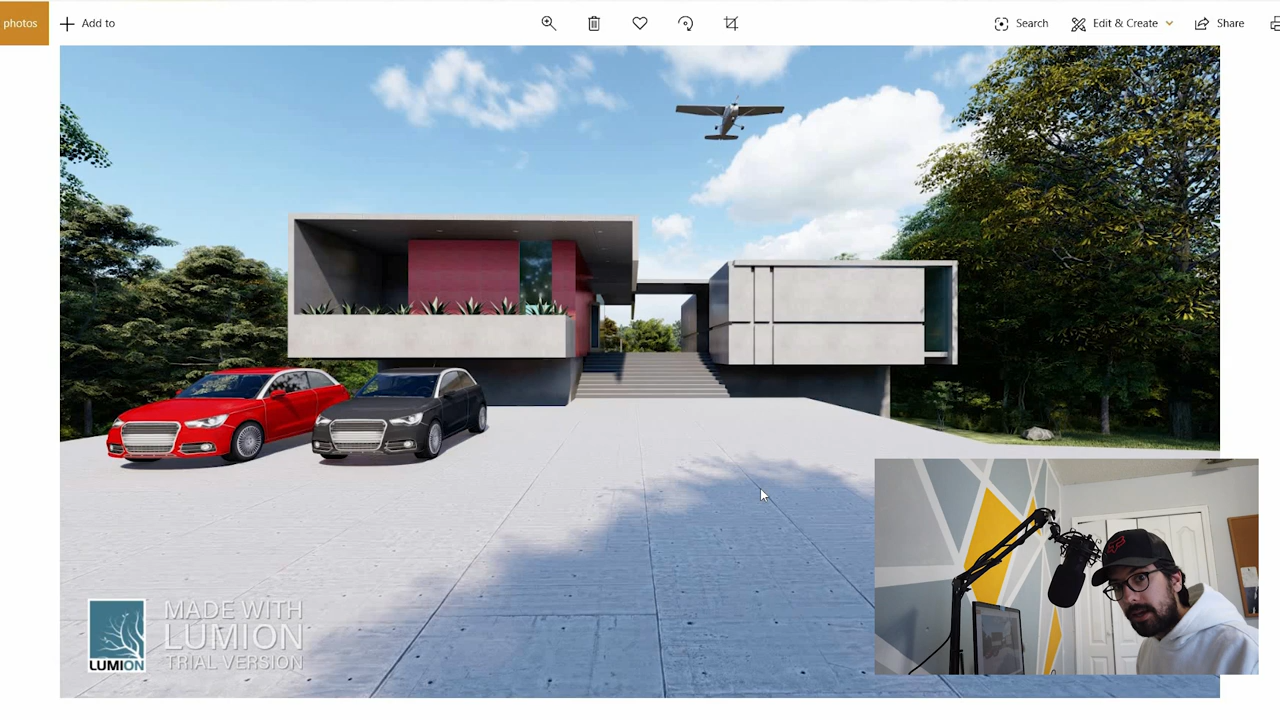 photos
Add to
Search
Edit & Create
Share
MADE WITH
LUMION
TRIAL VERSION
LUMION